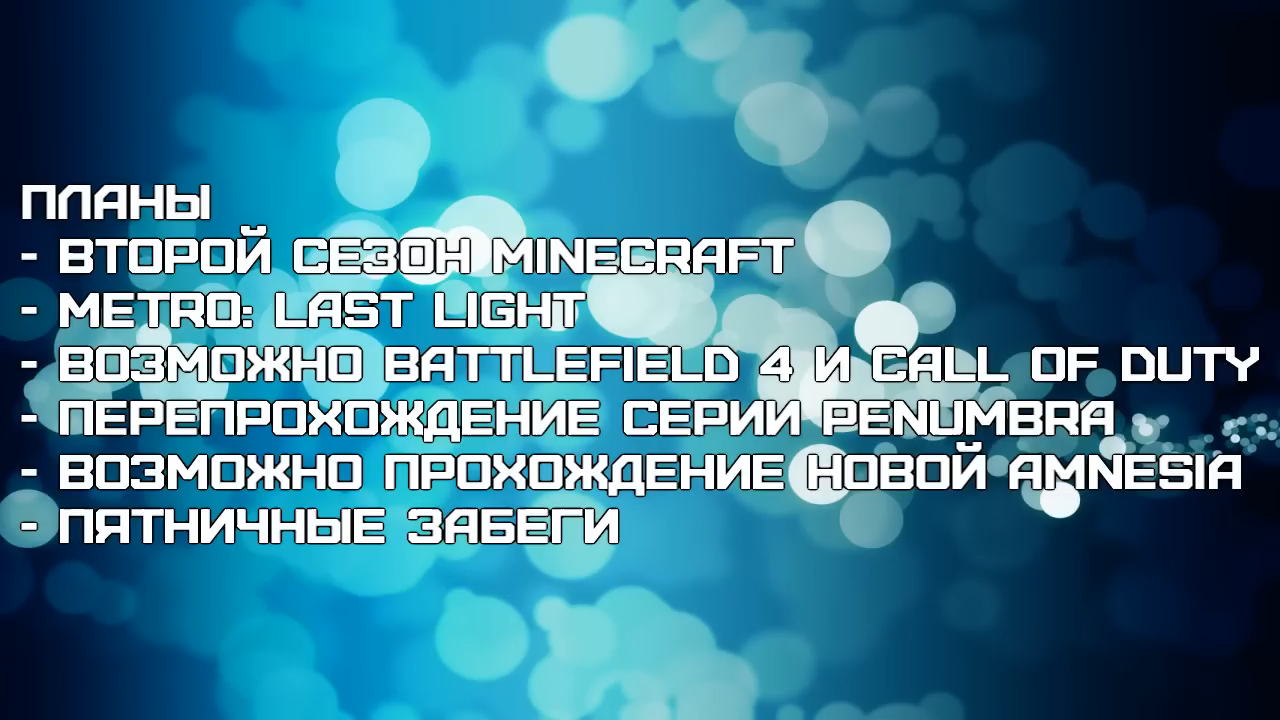 ПЛАНЫ
- ВТОРОЙ СЕЗОН MINECRAFT
- METRO: LAST LIGHT
- ВОЗМОЖНО BATTLEFIELD 4 И CALL OF DUTY
- ПЕРЕПРОХОЖДЕНИЕ СЕРИИ PENUMBRA
- ВОЗМОЖНО ПРОХОЖДЕНИЕ НОВОЙ AMNESIA
- ПЯТНИЧНЫЕ ЗАБЕГИ